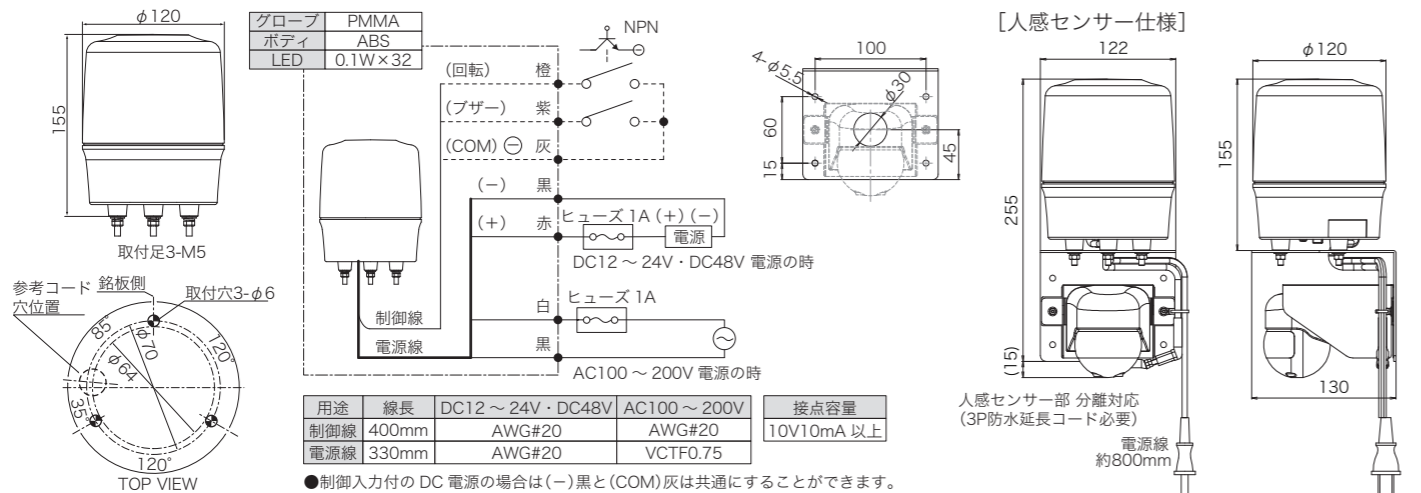 φ120
155
取付足3-M5
グローブ PMMA
ボディ ABS
LED 0.1W×32
NPN
(回転) 橙
(ブザー) 紫
(COM) ⊖ 灰
(−) 黒
(+) 赤
ヒューズ 1A (+) (−)
電源
DC12 ~ 24V・DC48V 電源の時
白 ヒューズ 1A
黒
AC100 ~ 200V 電源の時
制御線
電源線
参考コード
穴位置
銘板側
取付穴3-φ6
85°
120°
φ70
φ64
35°
120°
TOP VIEW
用途 線長 DC12 ~ 24V・DC48V AC100 ~ 200V
制御線 400mm AWG#20 AWG#20
電源線 330mm AWG#20 VCTF0.75
接点容量
10V10mA 以上
●制御入力付の DC 電源の場合は(−)黒と(COM)灰は共通にすることができます。
100
4-φ5.5
φ30
60
15
45
[人感センサー仕様]
122
φ120
255
155
(15)
130
人感センサー部 分離対応
(3P防水延長コード必要)
電源線
約800mm